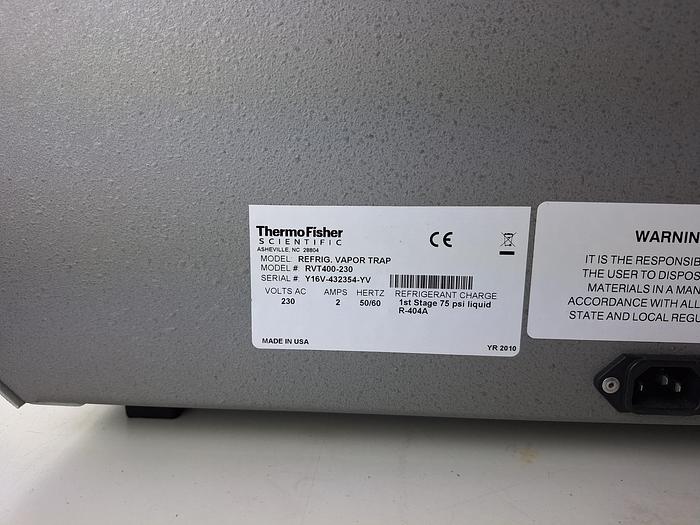 ThermoFisher
SCIENTIFIC
ASHEVILLE, NC 28804
CE
MODEL: REFRIG. VAPOR TRAP
MODEL # RVT400-230
SERIAL # Y16V-432354-YV
VOLTS AC AMPS HERTZ REFRIGERANT CHARGE
230 2 50/60 1st Stage 75 psi liquid
R-404A
MADE IN USA YR 2010
WARNIN
IT IS THE RESPONSIB
THE USER TO DISPOS
MATERIALS IN A MAN
ACCORDANCE WITH ALL
STATE AND LOCAL REGU